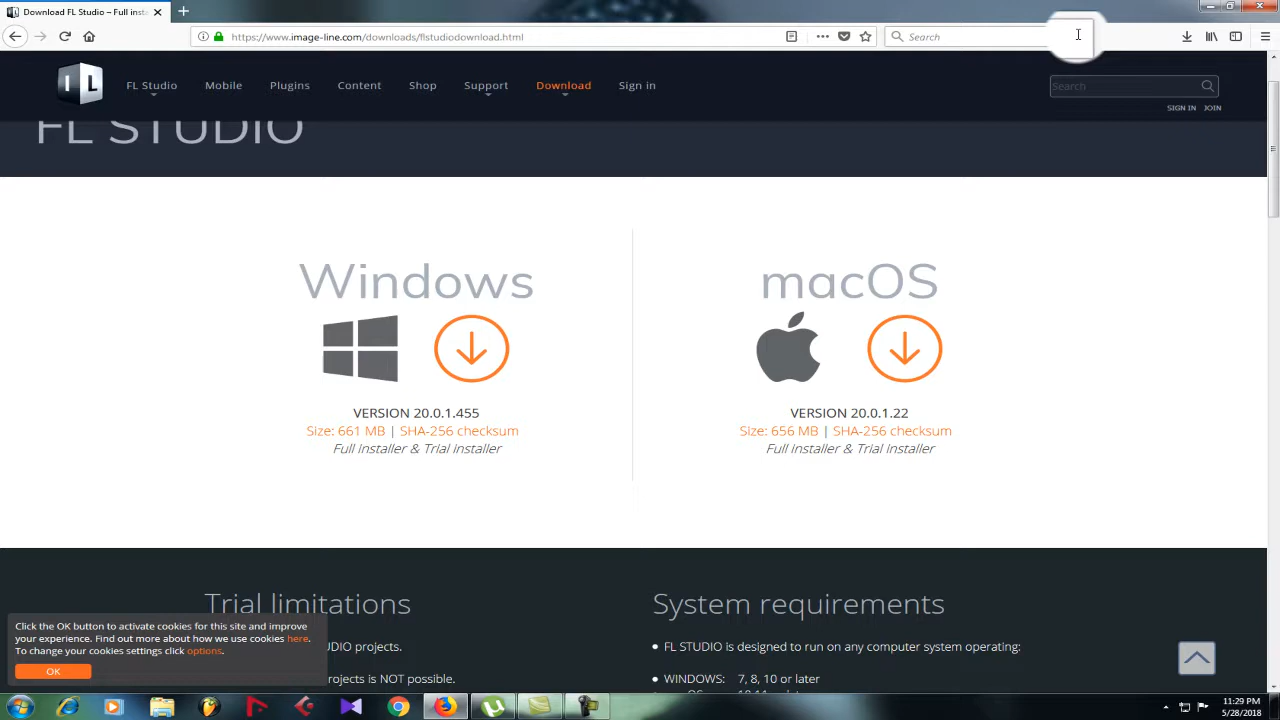 Download FL Studio – Full inst
https://www.image-line.com/downloads/flstudiodownload.html
Search
I L
FL Studio
Mobile
Plugins
Content
Shop
Support
Download
Sign in
Search
SIGN IN JOIN
FL STUDIO
Windows
VERSION 20.0.1.455
Size: 661 MB | SHA-256 checksum
Full installer & Trial installer
macOS
VERSION 20.0.1.22
Size: 656 MB | SHA-256 checksum
Full installer & Trial installer
Trial limitations
UDIO projects.
projects is NOT possible.
System requirements
FL STUDIO is designed to run on any computer system operating:
WINDOWS: 7, 8, 10 or later
Click the OK button to activate cookies for this site and improve
your experience. Find out more about how we use cookies here.
To change your cookies settings click options.
OK
11:29 PM
5/28/2018